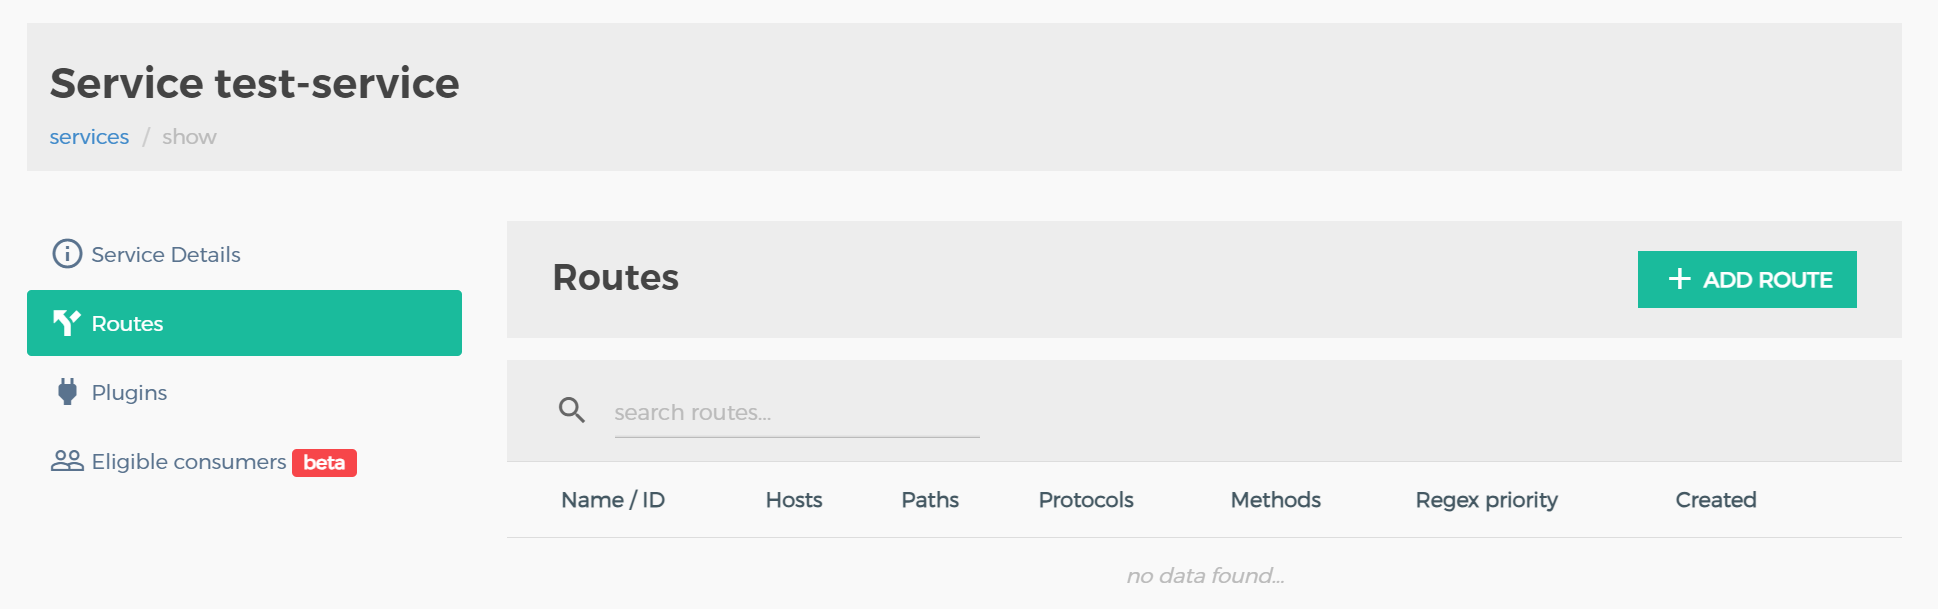 Service test-service
services / show
Service Details
Routes
Plugins
Eligible consumers beta
Routes
+ ADD ROUTE
search routes...
Name / ID Hosts Paths Protocols Methods Regex priority Created
no data found...